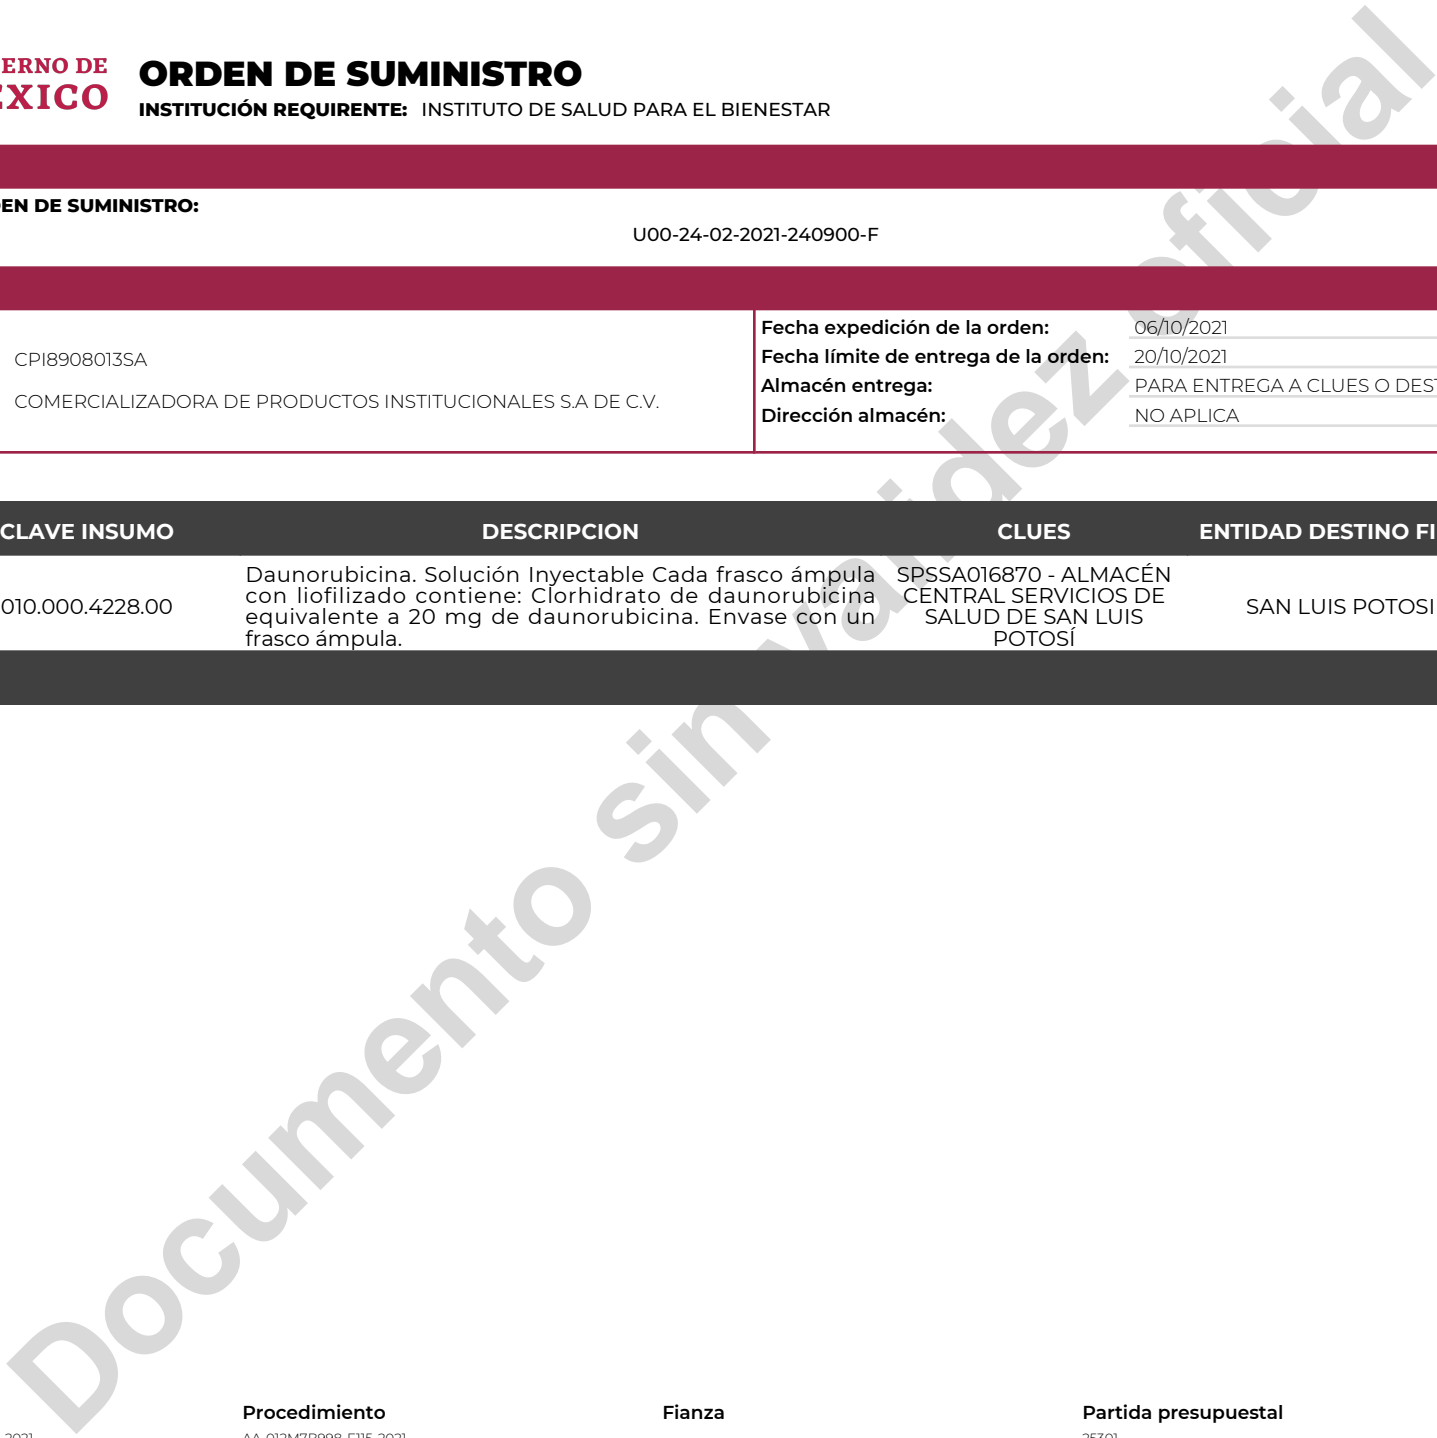 ERNO DE
ORDEN DE SUMINISTRO
INSTITUCIÓN REQUIRENTE: INSTITUTO DE SALUD PARA EL BIENESTAR
EN DE SUMINISTRO:
U00-24-02-2021-240900-F
CPI8908013SA
COMERCIALIZADORA DE PRODUCTOS INSTITUCIONALES S.A DE C.V.
Fecha expedición de la orden: 06/10/2021
Fecha límite de entrega de la orden: 20/10/2021
Almacén entrega: PARA ENTREGA A CLUES O DEST
Dirección almacén: NO APLICA
CLAVE INSUMO DESCRIPCION CLUES ENTIDAD DESTINO FI
010.000.4228.00
Daunorubicina. Solución Inyectable Cada frasco ámpula
con liofilizado contiene: Clorhidrato de daunorubicina
equivalente a 20 mg de daunorubicina. Envase con un
frasco ámpula.
SPSSA016870 - ALMACÉN
CENTRAL SERVICIOS DE
SALUD DE SAN LUIS
POTOSÍ
SAN LUIS POTOSI
Documento sin validez oficial
Procedimiento Fianza Partida presupuestal